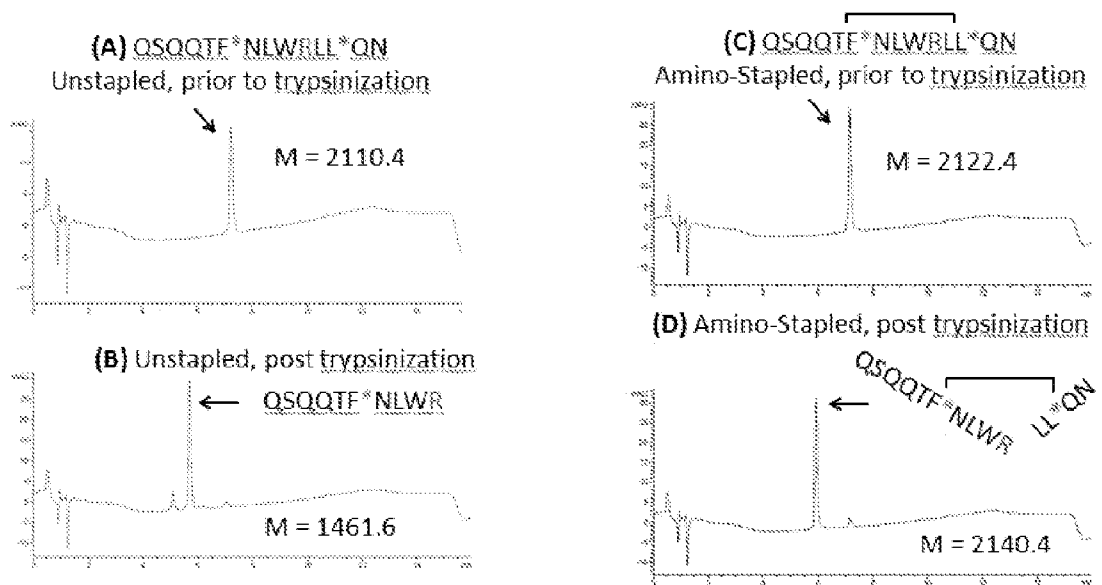 (A) QSQQTF*NLWRLL*QN
Unstapled, prior to trypsinization
M = 2110.4
(B) Unstapled, post trypsinization
QSQQTF*NLWR
M = 1461.6
(C) QSQQTF*NLWRLL*QN
Amino-Stapled, prior to trypsinization
M = 2122.4
(D) Amino-Stapled, post trypsinization
QSQQTF*NLWR
LL*QN
M = 2140.4